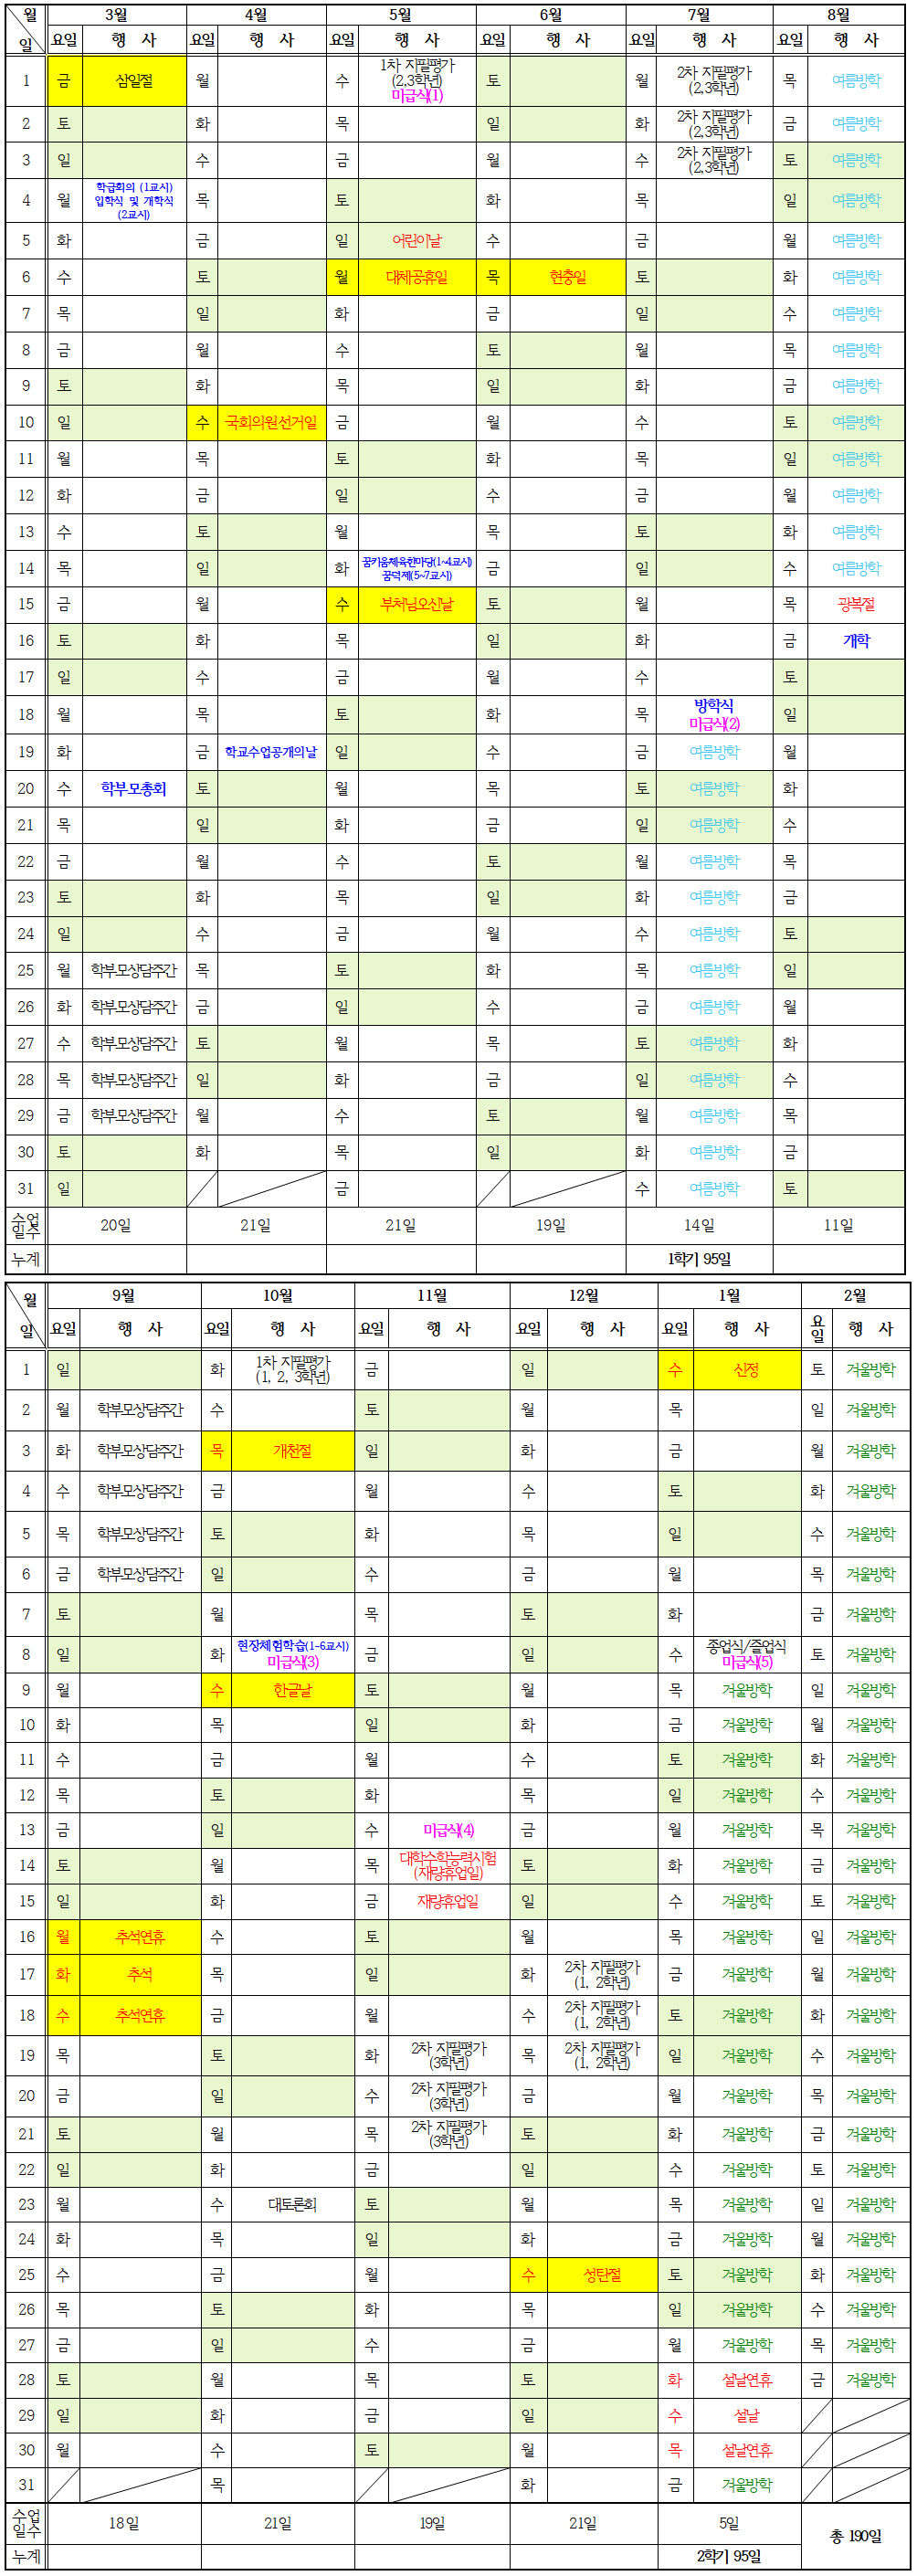 월 3월 4월 5월 6월 7월 8월
일 요일 행 사 요일 행 사 요일 행 사 요일 행 사 요일 행 사 요일 행 사
1 금 삼일절 월 수 1차 지필평가 (2,3학년) 마급식(1) 토 월 2차 지필평가 (2,3학년) 목 여름방학
2 토 화 목 일 화 2차 지필평가 (2,3학년) 금 여름방학
3 일 수 금 월 수 2차 지필평가 (2,3학년) 토 여름방학
4 월 학급회의 (1교시) 입학식 및 개학식 (2교시) 목 토 화 목 일 여름방학
5 화 금 일 어린이날 수 금 월 여름방학
6 수 토 월 대체공휴일 목 현충일 토 화 여름방학
7 목 일 화 금 일 수 여름방학
8 금 월 수 토 월 목 여름방학
9 토 화 목 일 화 금 여름방학
10 일 수 국회의원선거일 금 월 수 토 여름방학
11 월 목 토 화 목 일 여름방학
12 화 금 일 수 금 월 여름방학
13 수 토 월 목 토 화 여름방학
14 목 일 화 꿈키움체육한마당(1~4교시) 꿈력제(5~7교시) 금 일 수 여름방학
15 금 월 수 부처님오신날 토 월 목 광복절
16 토 화 목 일 화 금 개학
17 일 수 금 월 수 토
18 월 목 토 화 목 방학식 마급식(2) 일
19 화 금 학교수업공개의날 일 수 금 여름방학 월
20 수 학부모총회 토 월 목 토 여름방학 화
21 목 일 화 금 일 여름방학 수
22 금 월 수 토 월 여름방학 목
23 토 화 목 일 화 여름방학 금
24 일 수 금 월 수 여름방학 토
25 월 학부모상담주간 목 토 화 목 여름방학 일
26 화 학부모상담주간 금 일 수 금 여름방학 월
27 수 학부모상담주간 토 월 목 토 여름방학 화
28 목 학부모상담주간 일 화 금 일 여름방학 수
29 금 학부모상담주간 월 수 토 월 여름방학 목
30 토 화 목 일 화 여름방학 금
31 일 금 수 여름방학 토
수업일수 20일 21일 21일 19일 14일 11일
누계 1학기 95일
월 9월 10월 11월 12월 1월 2월
일 요일 행 사 요일 행 사 요일 행 사 요일 행 사 요일 행 사 요일 행 사
1 일 화 1차 지필평가 (1, 2, 3학년) 금 일 수 신정 토 겨울방학
2 월 학부모상담주간 수 토 월 목 일 겨울방학
3 화 학부모상담주간 목 개천절 일 화 금 월 겨울방학
4 수 학부모상담주간 금 월 수 토 화 겨울방학
5 목 학부모상담주간 토 화 목 일 수 겨울방학
6 금 학부모상담주간 일 수 금 월 목 겨울방학
7 토 월 목 토 화 금 겨울방학
8 일 화 현장체험학습(1-6교시) 마급식(3) 금 일 수 종업식/졸업식 마급식(5) 토 겨울방학
9 월 수 한글날 토 월 목 겨울방학 일 겨울방학
10 화 목 일 화 금 겨울방학 월 겨울방학
11 수 금 월 수 토 겨울방학 화 겨울방학
12 목 토 화 목 일 겨울방학 수 겨울방학
13 금 일 수 마급식(4) 금 월 겨울방학 목 겨울방학
14 토 월 목 대학수학능력시험 (재량휴업일) 토 화 겨울방학 금 겨울방학
15 일 화 금 재량휴업일 일 수 겨울방학 토 겨울방학
16 월 추석연휴 수 토 월 목 겨울방학 일 겨울방학
17 화 추석 목 일 화 2차 지필평가 (1, 2학년) 금 겨울방학 월 겨울방학
18 수 추석연휴 금 월 수 2차 지필평가 (1, 2학년) 토 겨울방학 화 겨울방학
19 목 토 화 2차 지필평가 (3학년) 목 2차 지필평가 (1, 2학년) 일 겨울방학 수 겨울방학
20 금 일 수 2차 지필평가 (3학년) 금 월 겨울방학 목 겨울방학
21 토 월 목 2차 지필평가 (3학년) 토 화 겨울방학 금 겨울방학
22 일 화 금 일 수 겨울방학 토 겨울방학
23 월 수 대토론회 토 월 목 겨울방학 일 겨울방학
24 화 목 일 화 금 겨울방학 월 겨울방학
25 수 금 월 수 성탄절 토 겨울방학 화 겨울방학
26 목 토 화 목 일 겨울방학 수 겨울방학
27 금 일 수 금 월 겨울방학 목 겨울방학
28 토 월 목 토 화 설날연휴 금 겨울방학
29 일 화 금 일 수 설날
30 월 수 토 월 목 설날연휴
31 목 화 금 겨울방학
수업일수 18일 21일 19일 21일 5일 총 190일
누계 2학기 95일